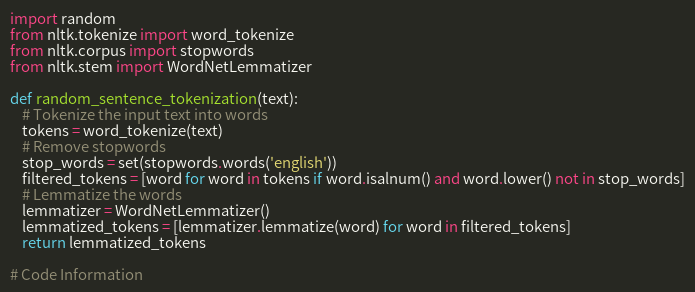 import random
from nltk.tokenize import word_tokenize
from nltk.corpus import stopwords
from nltk.stem import WordNetLemmatizer

def random_sentence_tokenization(text):
    # Tokenize the input text into words
    tokens = word_tokenize(text)
    # Remove stopwords
    stop_words = set(stopwords.words('english'))
    filtered_tokens = [word for word in tokens if word.isalnum() and word.lower() not in stop_words]
    # Lemmatize the words
    lemmatizer = WordNetLemmatizer()
    lemmatized_tokens = [lemmatizer.lemmatize(word) for word in filtered_tokens]
    return lemmatized_tokens

# Code Information